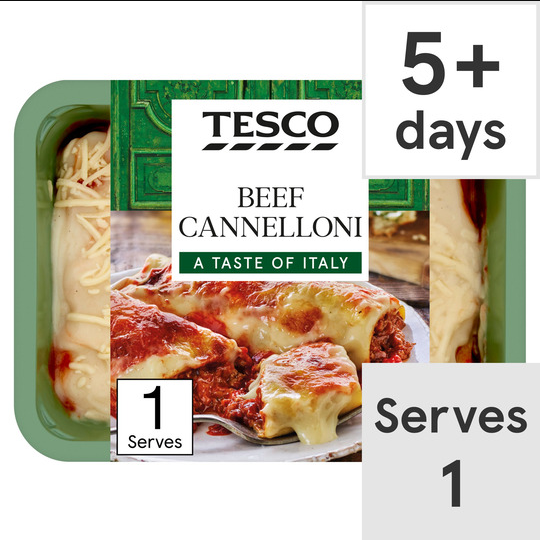 5+
days
TESCO
BEEF
CANNELLONI
A TASTE OF ITALY
1
Serves
Serves
1